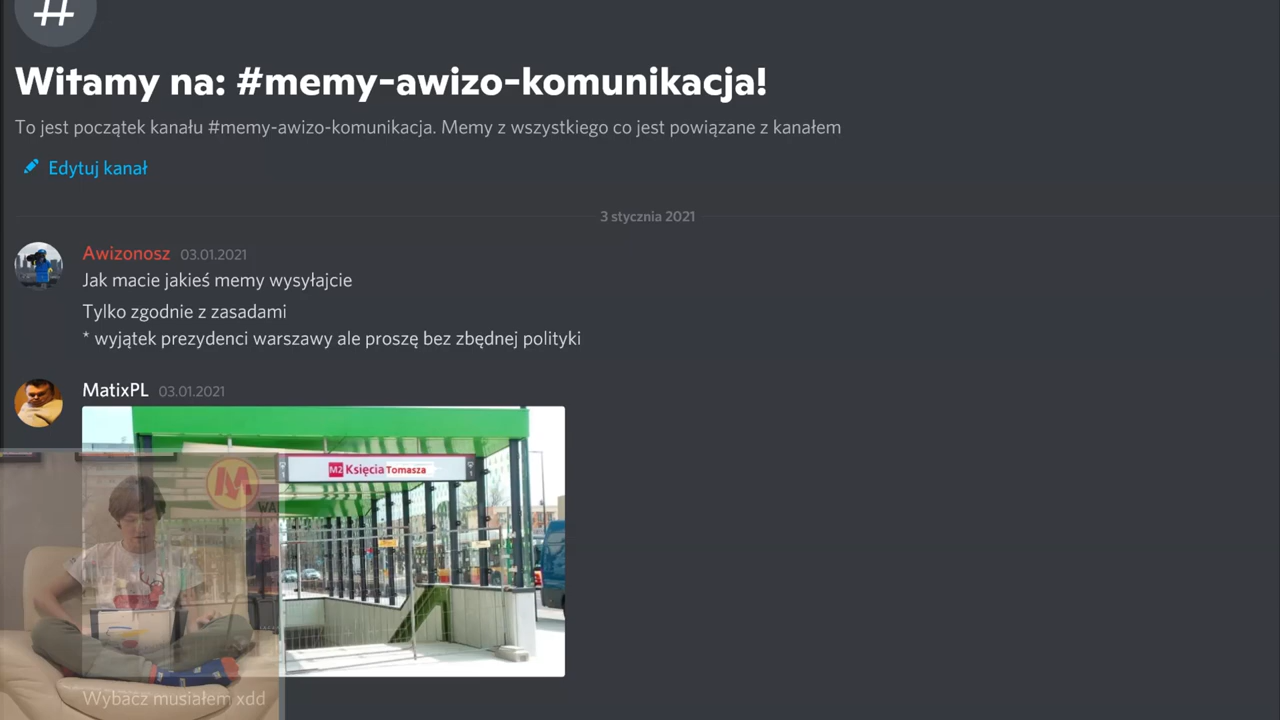 #
Witamy na: #memy-awizo-komunikacja!
To jest początek kanału #memy-awizo-komunikacja. Memy z wszystkiego co jest powiązane z kanałem
Edytuj kanał
3 stycznia 2021
Awizonosz 03.01.2021
Jak macie jakieś memy wysyłajcie
Tylko zgodnie z zasadami
* wyjątek prezydenci warszawy ale proszę bez zbędnej polityki
MatixPL 03.01.2021
M2 Księcia Tomasza
M
WA
Wybacz musiałem xdd